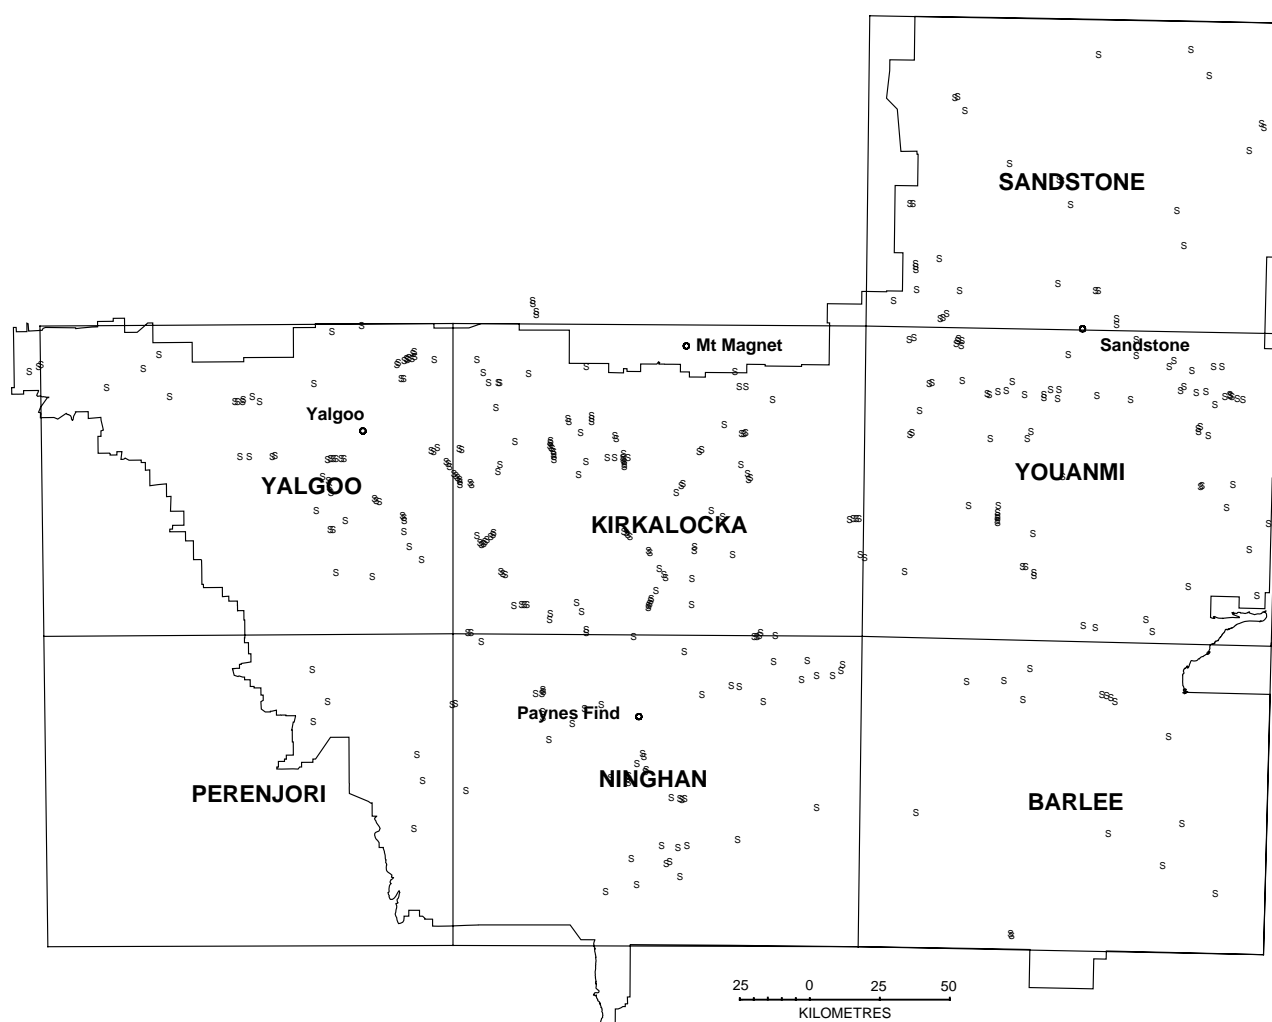 SANDSTONE
Mt Magnet
Sandstone
Yalgoo
YALGOO
YOUANMI
KIRKALOCKA
Paynes Find
NINGHAN
PERENJORI
BARLEE
25 0 25 50
KILOMETRES